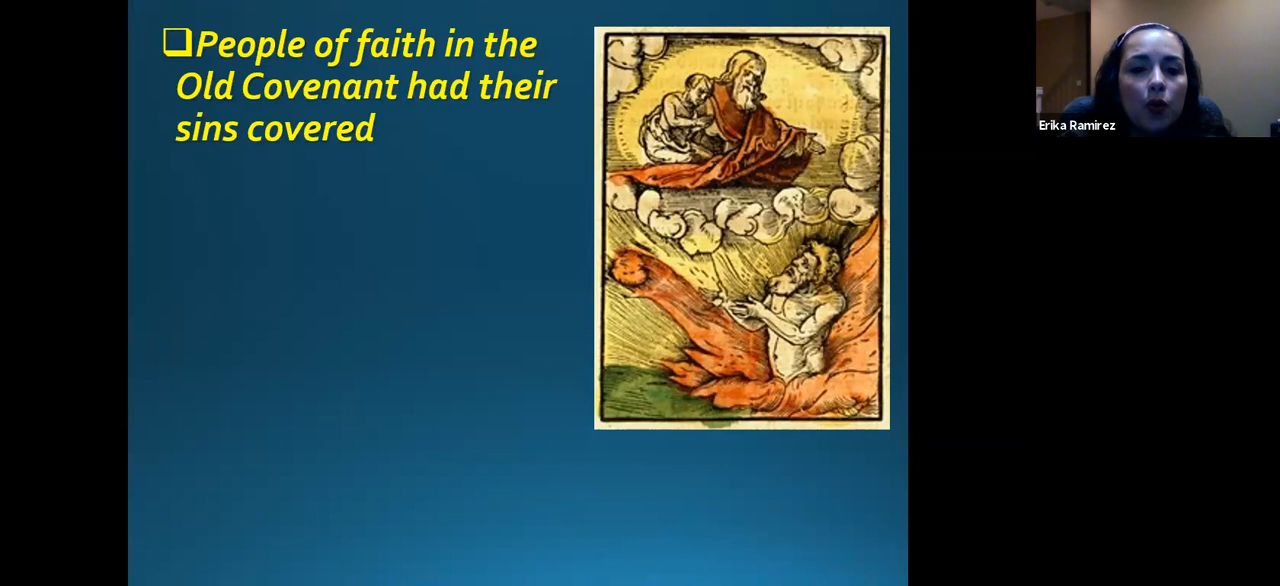 People of faith in the
Old Covenant had their
sins covered
Erika Ramirez